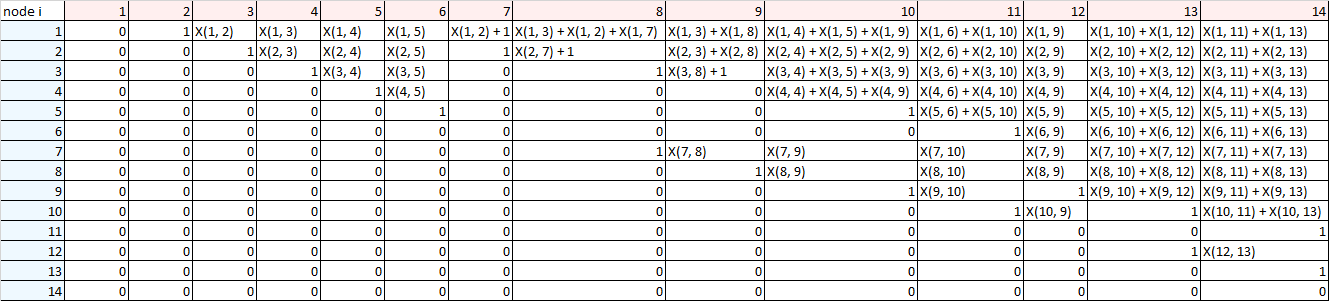 node i 1 2 3 4 5 6 7 8 9 10 11 12 13 14
1 0 1 X(1, 2) X(1, 3) X(1, 4) X(1, 5) X(1, 2) + 1 X(1, 3) + X(1, 2) + X(1, 7) X(1, 3) + X(1, 8) X(1, 4) + X(1, 5) + X(1, 9) X(1, 6) + X(1, 10) X(1, 9) X(1, 10) + X(1, 12) X(1, 11) + X(1, 13)
2 0 0 1 X(2, 3) X(2, 4) X(2, 5) 1 X(2, 7) + 1 X(2, 3) + X(2, 8) X(2, 4) + X(2, 5) + X(2, 9) X(2, 6) + X(2, 10) X(2, 9) X(2, 10) + X(2, 12) X(2, 11) + X(2, 13)
3 0 0 0 1 X(3, 4) X(3, 5) 0 1 X(3, 8) + 1 X(3, 4) + X(3, 5) + X(3, 9) X(3, 6) + X(3, 10) X(3, 9) X(3, 10) + X(3, 12) X(3, 11) + X(3, 13)
4 0 0 0 0 1 X(4, 5) 0 0 0 X(4, 4) + X(4, 5) + X(4, 9) X(4, 6) + X(4, 10) X(4, 9) X(4, 10) + X(4, 12) X(4, 11) + X(4, 13)
5 0 0 0 0 0 1 0 0 0 1 X(5, 6) + X(5, 10) X(5, 9) X(5, 10) + X(5, 12) X(5, 11) + X(5, 13)
6 0 0 0 0 0 0 0 0 0 0 1 X(6, 9) X(6, 10) + X(6, 12) X(6, 11) + X(6, 13)
7 0 0 0 0 0 0 0 1 X(7, 8) X(7, 9) X(7, 10) X(7, 9) X(7, 10) + X(7, 12) X(7, 11) + X(7, 13)
8 0 0 0 0 0 0 0 0 1 X(8, 9) X(8, 10) X(8, 9) X(8, 10) + X(8, 12) X(8, 11) + X(8, 13)
9 0 0 0 0 0 0 0 0 0 1 X(9, 10) 1 X(9, 10) + X(9, 12) X(9, 11) + X(9, 13)
10 0 0 0 0 0 0 0 0 0 0 1 X(10, 9) 1 X(10, 11) + X(10, 13)
11 0 0 0 0 0 0 0 0 0 0 0 0 0 1
12 0 0 0 0 0 0 0 0 0 0 0 0 1 X(12, 13)
13 0 0 0 0 0 0 0 0 0 0 0 0 0 1
14 0 0 0 0 0 0 0 0 0 0 0 0 0 0